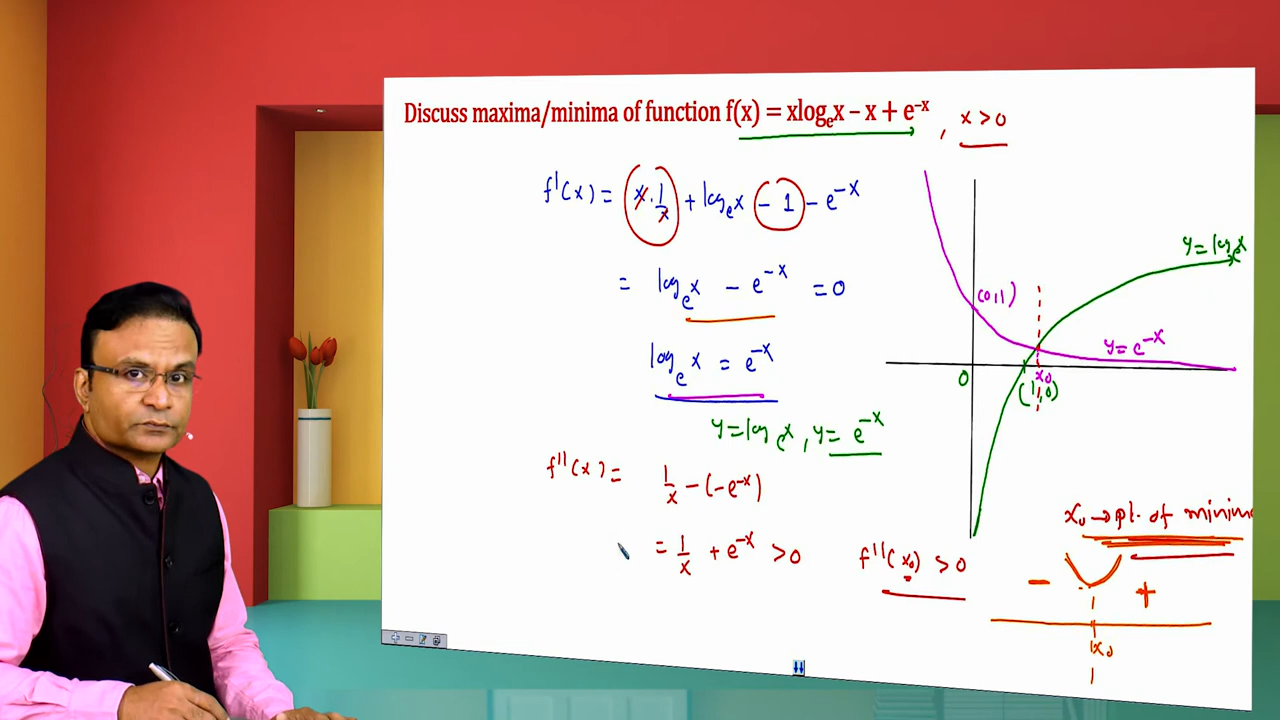 Discuss maxima/minima of function f(x) = xlogₑx – x + e⁻ˣ , x > 0
f'(x) = x · 1/x + logₑx – 1 – e⁻ˣ
= logₑx – e⁻ˣ = 0
logₑx = e⁻ˣ
y = logₑx , y = e⁻ˣ
f''(x) = 1/x – (–e⁻ˣ)
= 1/x + e⁻ˣ > 0
f''(x₀) > 0
y = logₑx
(0,1)
y = e⁻ˣ
0
x₀
(1,0)
x₀ → pt. of minima
– +
x₀